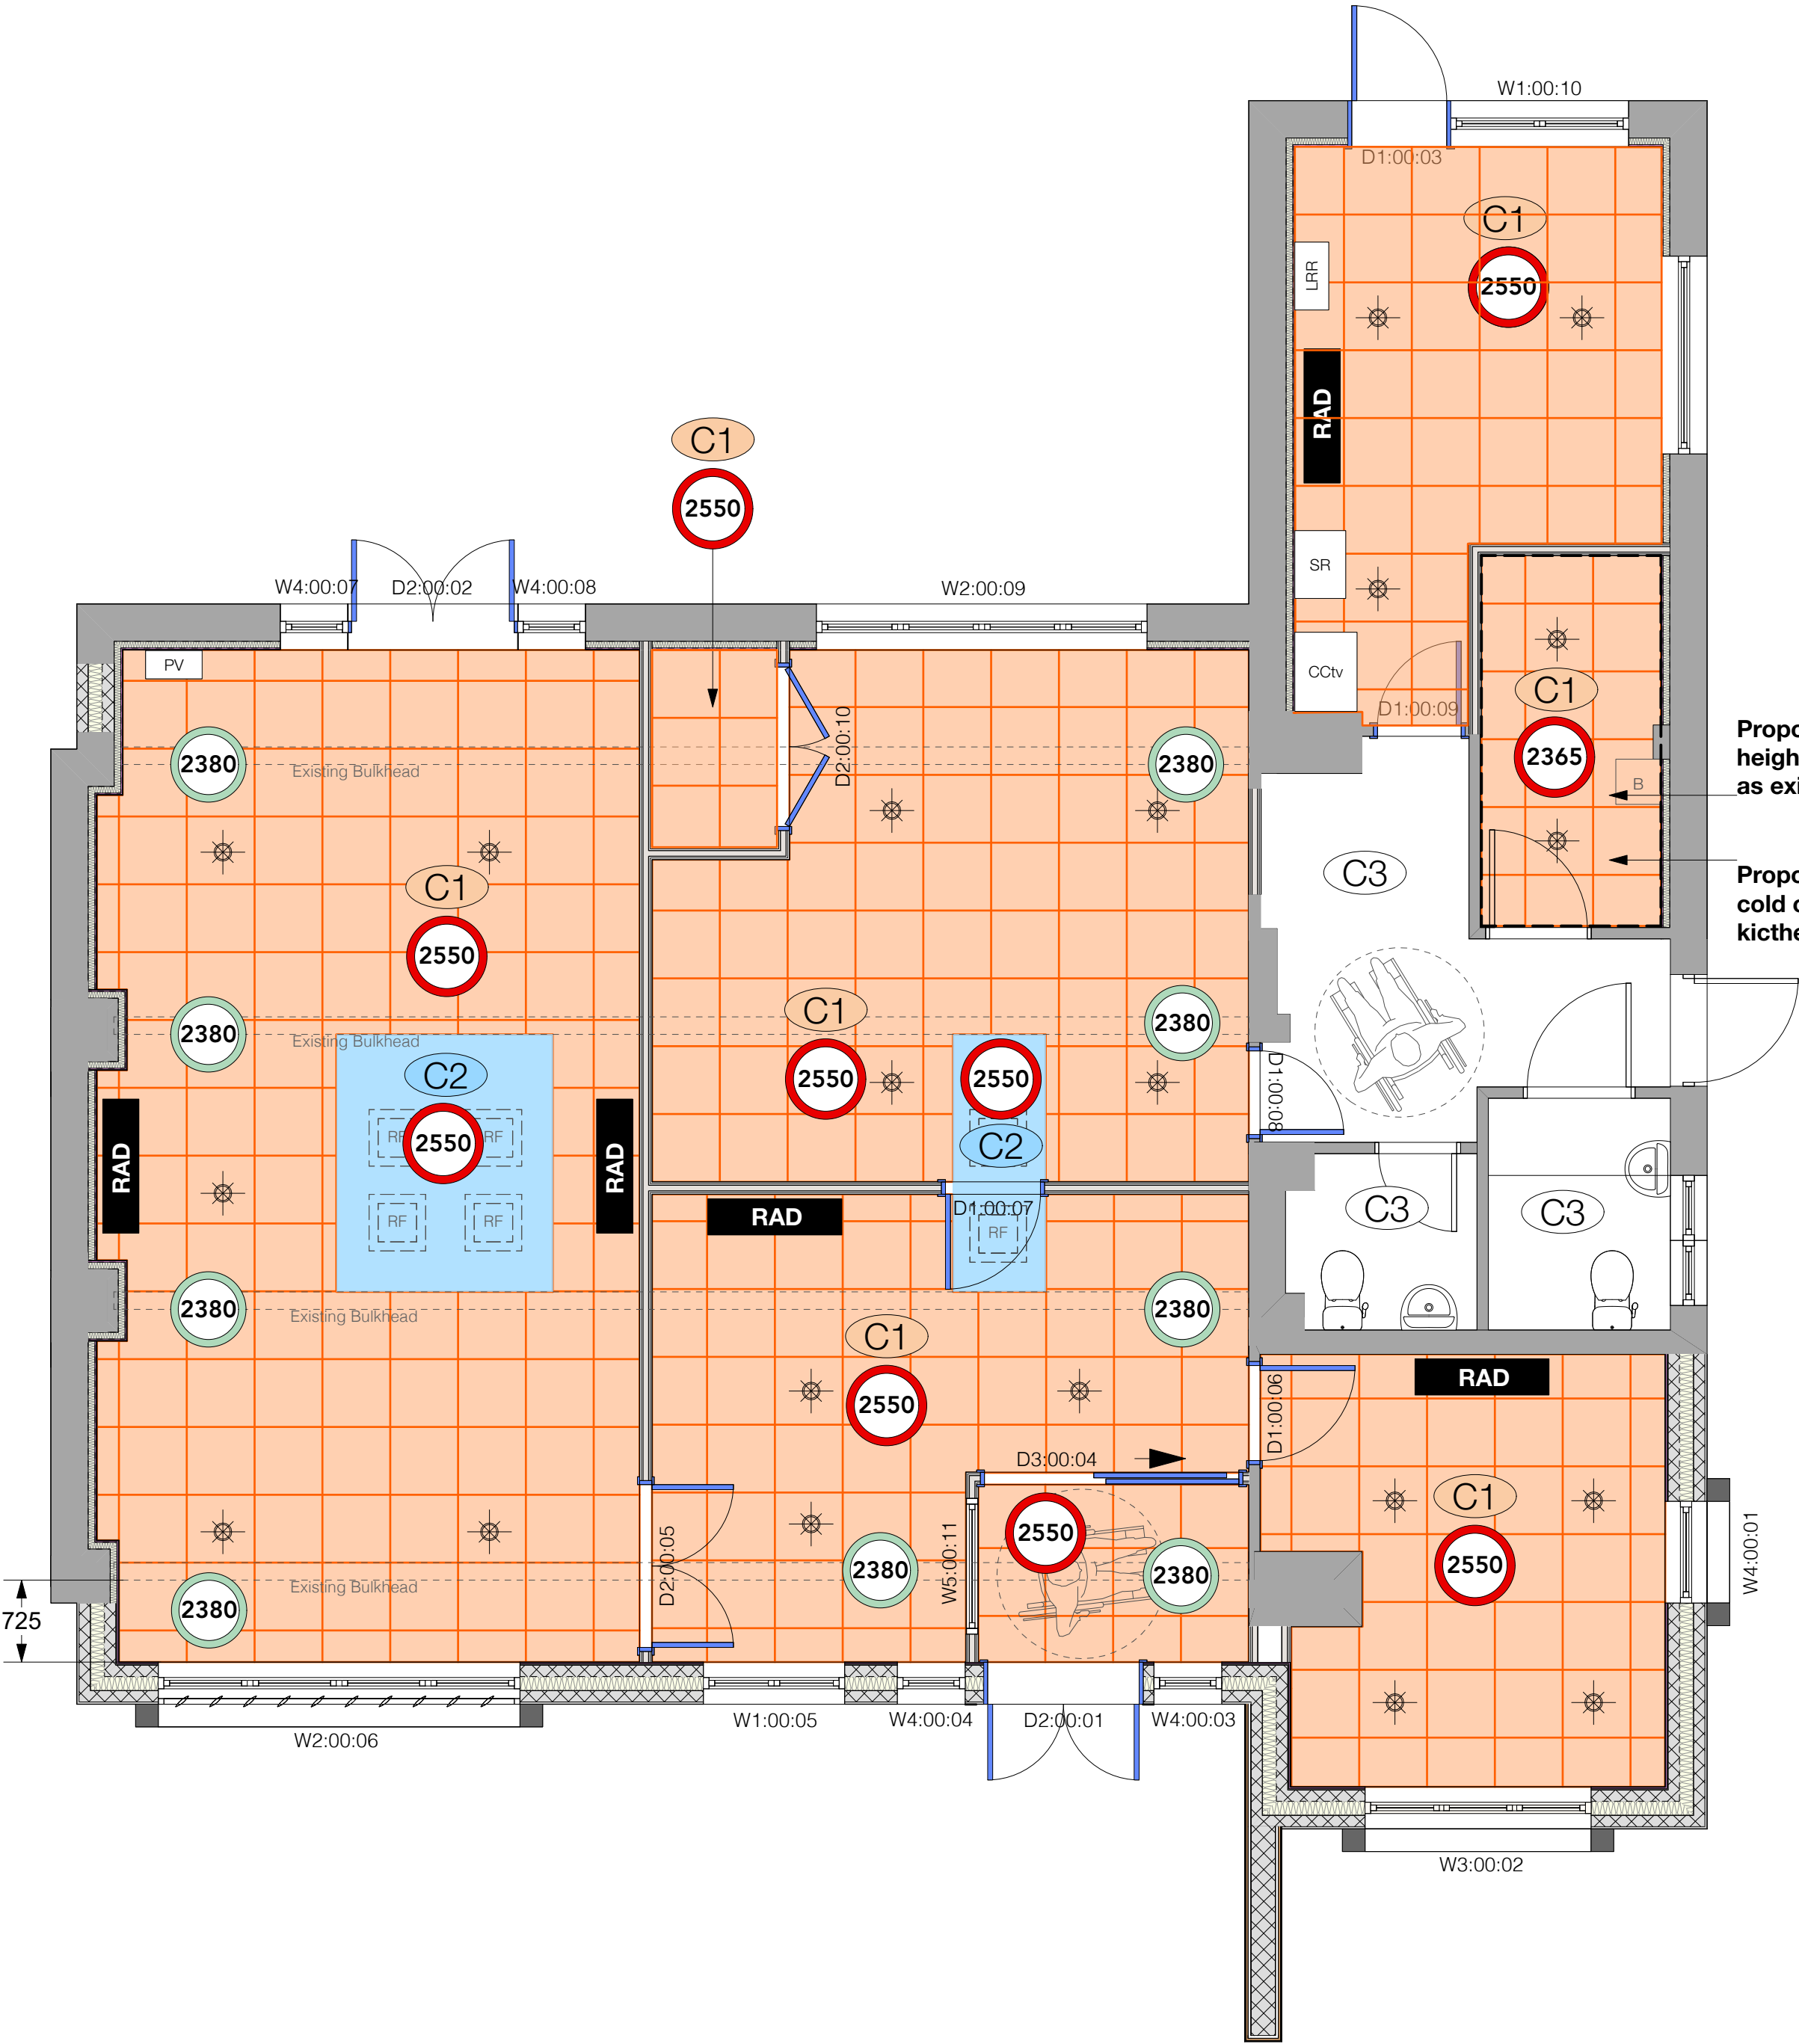 W1:00:10
D1:00:03
C1
2550
LRR
RAD
C1
2550
SR
W4:00:07
D2:00:02
W4:00:08
W2:00:09
PV
CCtv
D1:00:09
C1
2365
B
Propo
heigh
as exi
Propo
cold c
kicthe
2380
Existing Bulkhead
D2:00:10
2380
C3
C1
2550
C1
2550
2380
Existing Bulkhead
2380
C2
2550
RF
RF
RF
RF
RAD
RAD
2550
C2
D1:00:08
C3
C3
RAD
D1:00:07
RF
2380
Existing Bulkhead
2380
C1
2550
D1:00:06
RAD
D3:00:04
C1
2550
2550
W4:00:01
D2:00:05
W5:00:11
2380
2380
Existing Bulkhead
2380
725
W2:00:06
W1:00:05
W4:00:04
D2:00:01
W4:00:03
W3:00:02